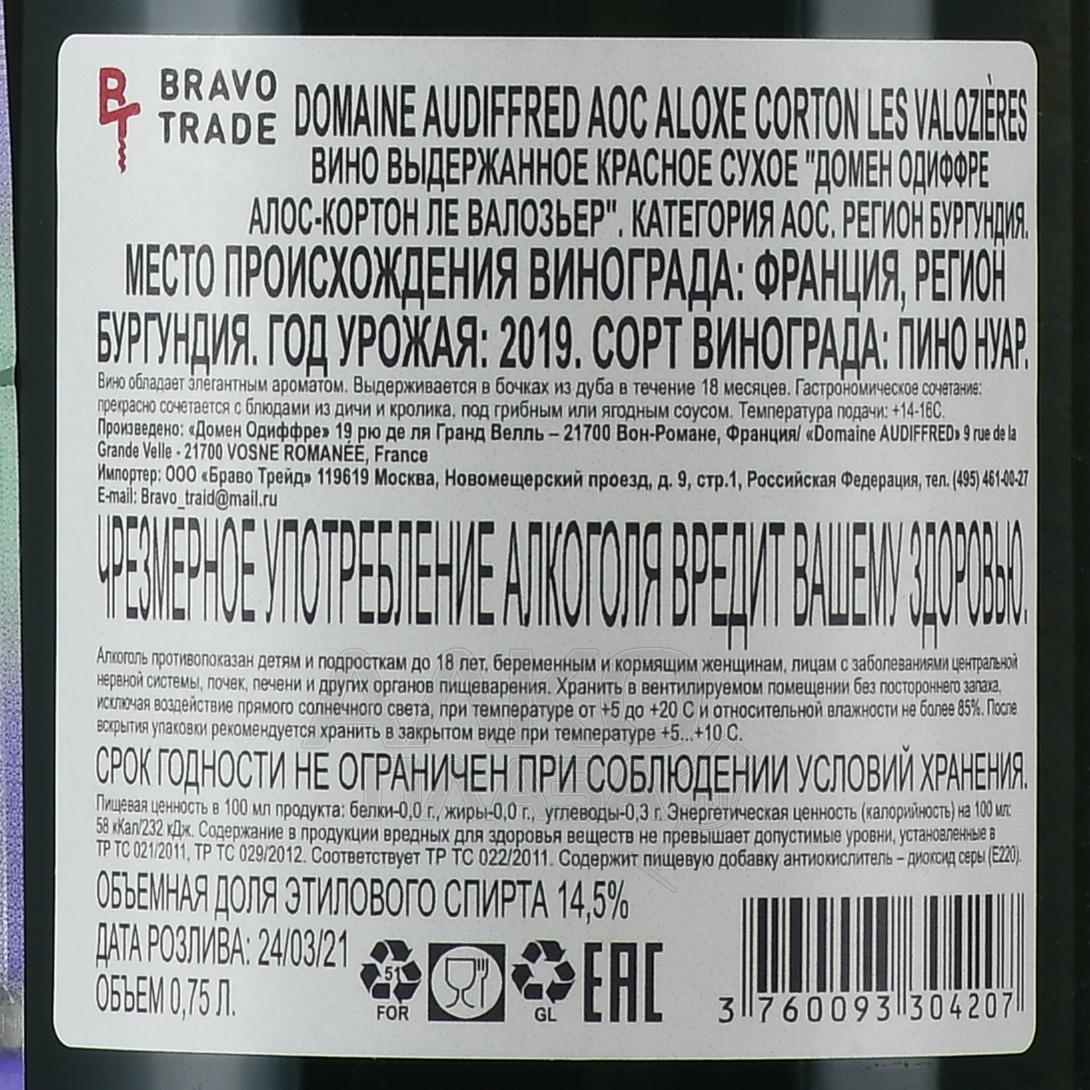 BRAVO
TRADE
DOMAINE AUDIFFRED AOC ALOXE CORTON LES VALOZIÈRES
ВИНО ВЫДЕРЖАННОЕ КРАСНОЕ СУХОЕ "ДОМЕН ОДИФФРЕ
АЛОС-КОРТОН ЛЕ ВАЛОЗЬЕР". КАТЕГОРИЯ АОС. РЕГИОН БУРГУНДИЯ.
МЕСТО ПРОИСХОЖДЕНИЯ ВИНОГРАДА: ФРАНЦИЯ, РЕГИОН
БУРГУНДИЯ. ГОД УРОЖАЯ: 2019. СОРТ ВИНОГРАДА: ПИНО НУАР.
Вино обладает элегантным ароматом. Выдерживается в бочках из дуба в течение 18 месяцев. Гастрономическое сочетание:
прекрасно сочетается с блюдами из дичи и кролика, под грибным или ягодным соусом. Температура подачи: +14-16С.
Произведено: «Домен Одиффре» 19 рю де ля Гранд Велль – 21700 Вон-Романе, Франция/ «Domaine AUDIFFRED» 9 rue de la
Grande Velle - 21700 VOSNE ROMANÉE, France
Импортер: ООО «Браво Трейд» 119619 Москва, Новомещерский проезд, д. 9, стр.1, Российская Федерация, тел. (495) 461-00-27
E-mail: Bravo_traid@mail.ru
ЧРЕЗМЕРНОЕ УПОТРЕБЛЕНИЕ АЛКОГОЛЯ ВРЕДИТ ВАШЕМУ ЗДОРОВЬЮ.
Алкоголь противопоказан детям и подросткам до 18 лет, беременным и кормящим женщинам, лицам с заболеваниями центральной
нервной системы, почек, печени и других органов пищеварения. Хранить в вентилируемом помещении без постороннего запаха,
исключая воздействие прямого солнечного света, при температуре от +5 до +20 С и относительной влажности не более 85%. После
вскрытия упаковки рекомендуется хранить в закрытом виде при температуре +5...+10 С.
СРОК ГОДНОСТИ НЕ ОГРАНИЧЕН ПРИ СОБЛЮДЕНИИ УСЛОВИЙ ХРАНЕНИЯ.
Пищевая ценность в 100 мл продукта: белки-0,0 г., жиры-0,0 г., углеводы-0,3 г. Энергетическая ценность (калорийность) на 100 мл:
58 кКал/232 кДж. Содержание в продукции вредных для здоровья веществ не превышает допустимые уровни, установленные в
ТР ТС 021/2011, ТР ТС 029/2012. Соответствует ТР ТС 022/2011. Содержит пищевую добавку антиокислитель – диоксид серы (Е220).
ОБЪЕМНАЯ ДОЛЯ ЭТИЛОВОГО СПИРТА 14,5%
ДАТА РОЗЛИВА: 24/03/21
ОБЪЕМ 0,75 Л.
51
FOR
GL
EAC
3 760093 304207